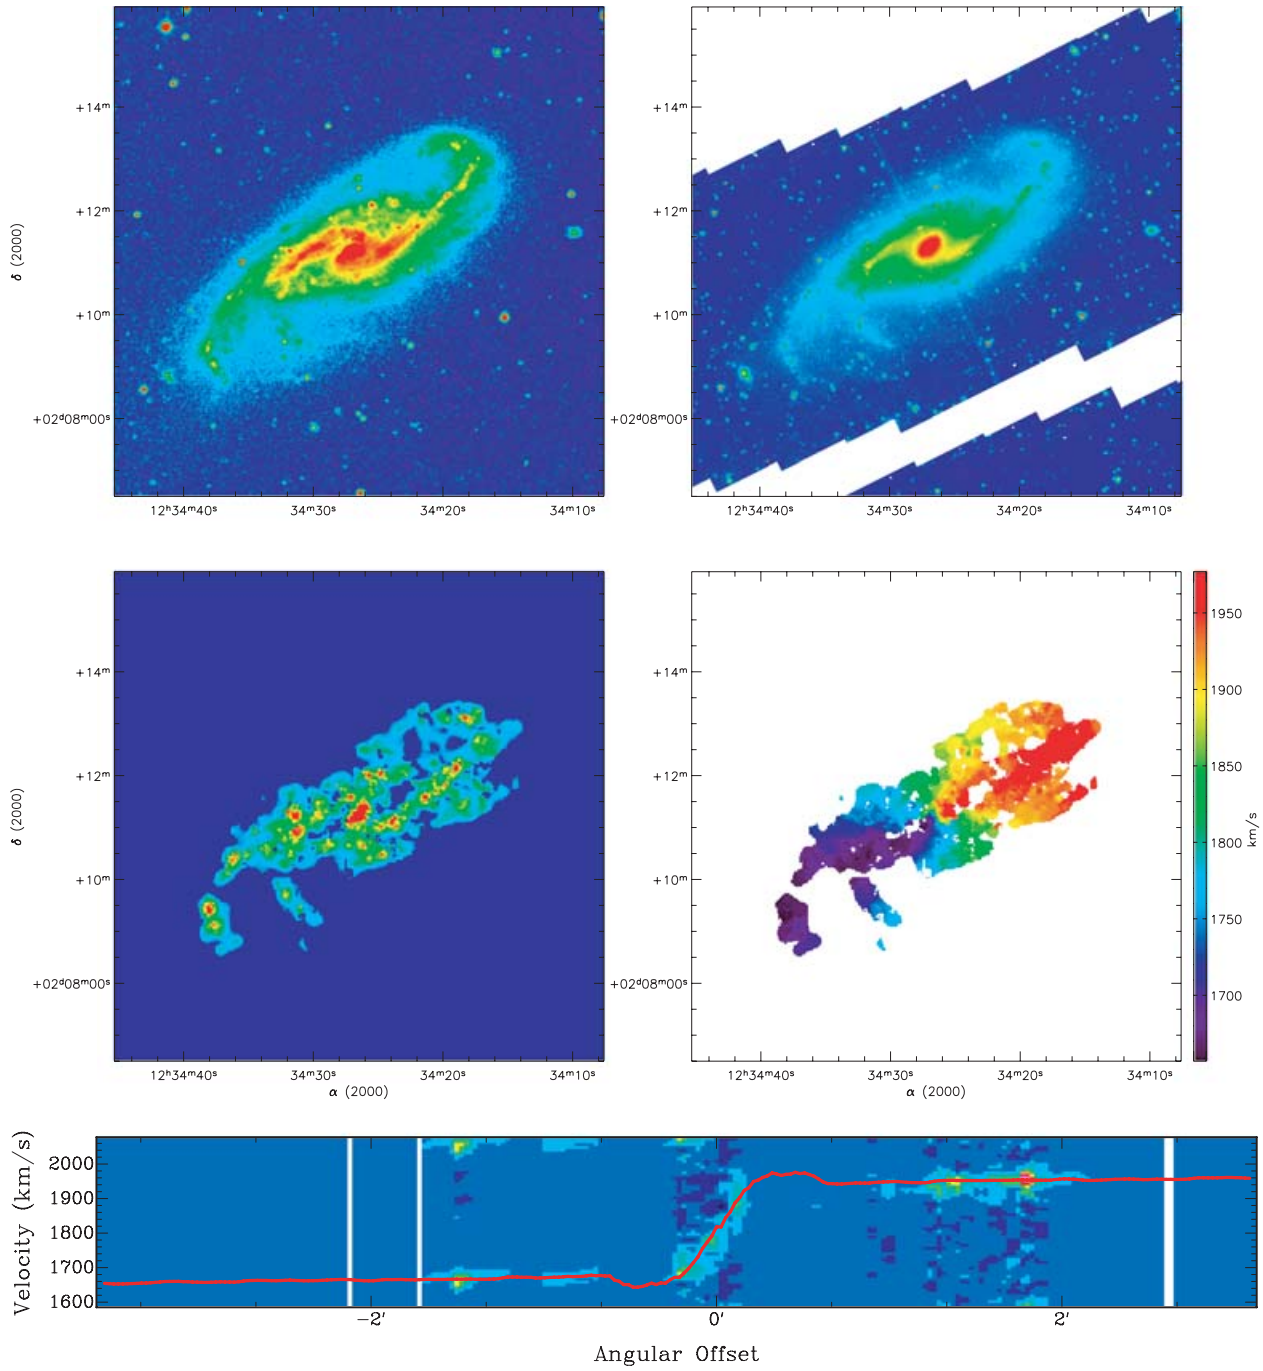 δ (2000)
+14ᵐ
+12ᵐ
+10ᵐ
+02ᵈ08ᵐ00ˢ
12ʰ34ᵐ40ˢ 34ᵐ30ˢ 34ᵐ20ˢ 34ᵐ10ˢ
+14ᵐ
+12ᵐ
+10ᵐ
+02ᵈ08ᵐ00ˢ
12ʰ34ᵐ40ˢ 34ᵐ30ˢ 34ᵐ20ˢ 34ᵐ10ˢ
δ (2000)
+14ᵐ
+12ᵐ
+10ᵐ
+02ᵈ08ᵐ00ˢ
12ʰ34ᵐ40ˢ 34ᵐ30ˢ 34ᵐ20ˢ 34ᵐ10ˢ
α (2000)
+14ᵐ
+12ᵐ
+10ᵐ
+02ᵈ08ᵐ00ˢ
12ʰ34ᵐ40ˢ 34ᵐ30ˢ 34ᵐ20ˢ 34ᵐ10ˢ
α (2000)
1950
1900
1850
1800
1750
1700
km/s
Velocity (km/s)
2000
1900
1800
1700
1600
-2' 0' 2'
Angular Offset